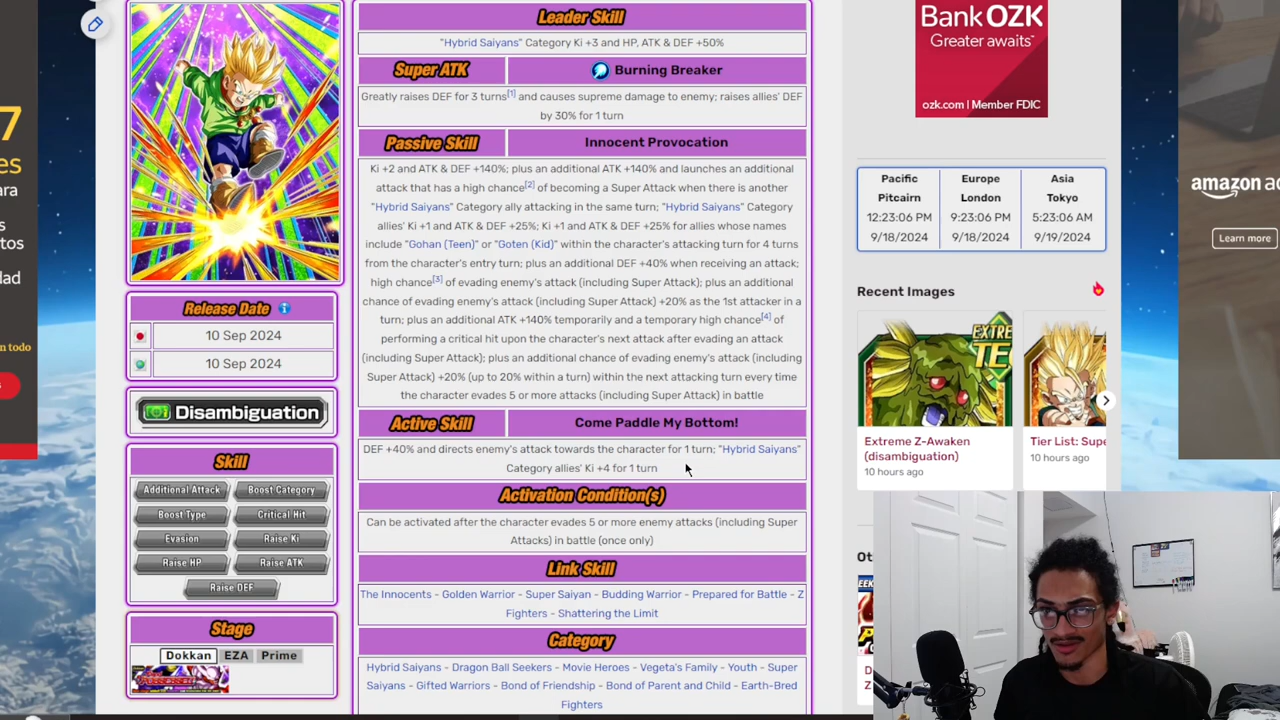 7
es
ara
s
tos
idad
n todo
s
Release Date
10 Sep 2024
10 Sep 2024
Disambiguation
Skill
Additional Attack
Boost Category
Boost Type
Critical Hit
Evasion
Raise Ki
Raise HP
Raise ATK
Raise DEF
Stage
Dokkan
EZA
Prime
POSSESSED
Leader Skill
"Hybrid Saiyans" Category Ki +3 and HP, ATK & DEF +50%
Super ATK
Burning Breaker
Greatly raises DEF for 3 turns[1] and causes supreme damage to enemy; raises allies' DEF
by 30% for 1 turn
Passive Skill
Innocent Provocation
Ki +2 and ATK & DEF +140%; plus an additional ATK +140% and launches an additional
attack that has a high chance[2] of becoming a Super Attack when there is another
"Hybrid Saiyans" Category ally attacking in the same turn; "Hybrid Saiyans" Category
allies' Ki +1 and ATK & DEF +25%; Ki +1 and ATK & DEF +25% for allies whose names
include "Gohan (Teen)" or "Goten (Kid)" within the character's attacking turn for 4 turns
from the character's entry turn; plus an additional DEF +40% when receiving an attack;
high chance[3] of evading enemy's attack (including Super Attack); plus an additional
chance of evading enemy's attack (including Super Attack) +20% as the 1st attacker in a
turn; plus an additional ATK +140% temporarily and a temporary high chance[4] of
performing a critical hit upon the character's next attack after evading an attack
(including Super Attack); plus an additional chance of evading enemy's attack (including
Super Attack) +20% (up to 20% within a turn) within the next attacking turn every time
the character evades 5 or more attacks (including Super Attack) in battle
Active Skill
Come Paddle My Bottom!
DEF +40% and directs enemy's attack towards the character for 1 turn; "Hybrid Saiyans"
Category allies' Ki +4 for 1 turn
Activation Condition(s)
Can be activated after the character evades 5 or more enemy attacks (including Super
Attacks) in battle (once only)
Link Skill
The Innocents - Golden Warrior - Super Saiyan - Budding Warrior - Prepared for Battle - Z
Fighters - Shattering the Limit
Category
Hybrid Saiyans - Dragon Ball Seekers - Movie Heroes - Vegeta's Family - Youth - Super
Saiyans - Gifted Warriors - Bond of Friendship - Bond of Parent and Child - Earth-Bred
Fighters
Bank OZK
Greater awaits™
ozk.com | Member FDIC
Pacific
Pitcairn
12:23:06 PM
9/18/2024
Europe
London
9:23:06 PM
9/18/2024
Asia
Tokyo
5:23:06 AM
9/19/2024
Recent Images
EXTRE
TEC
Extreme Z-Awaken
(disambiguation)
10 hours ago
Tier List: Supe
10 hours ago
Ot
D
Z
amazon ad
Learn more